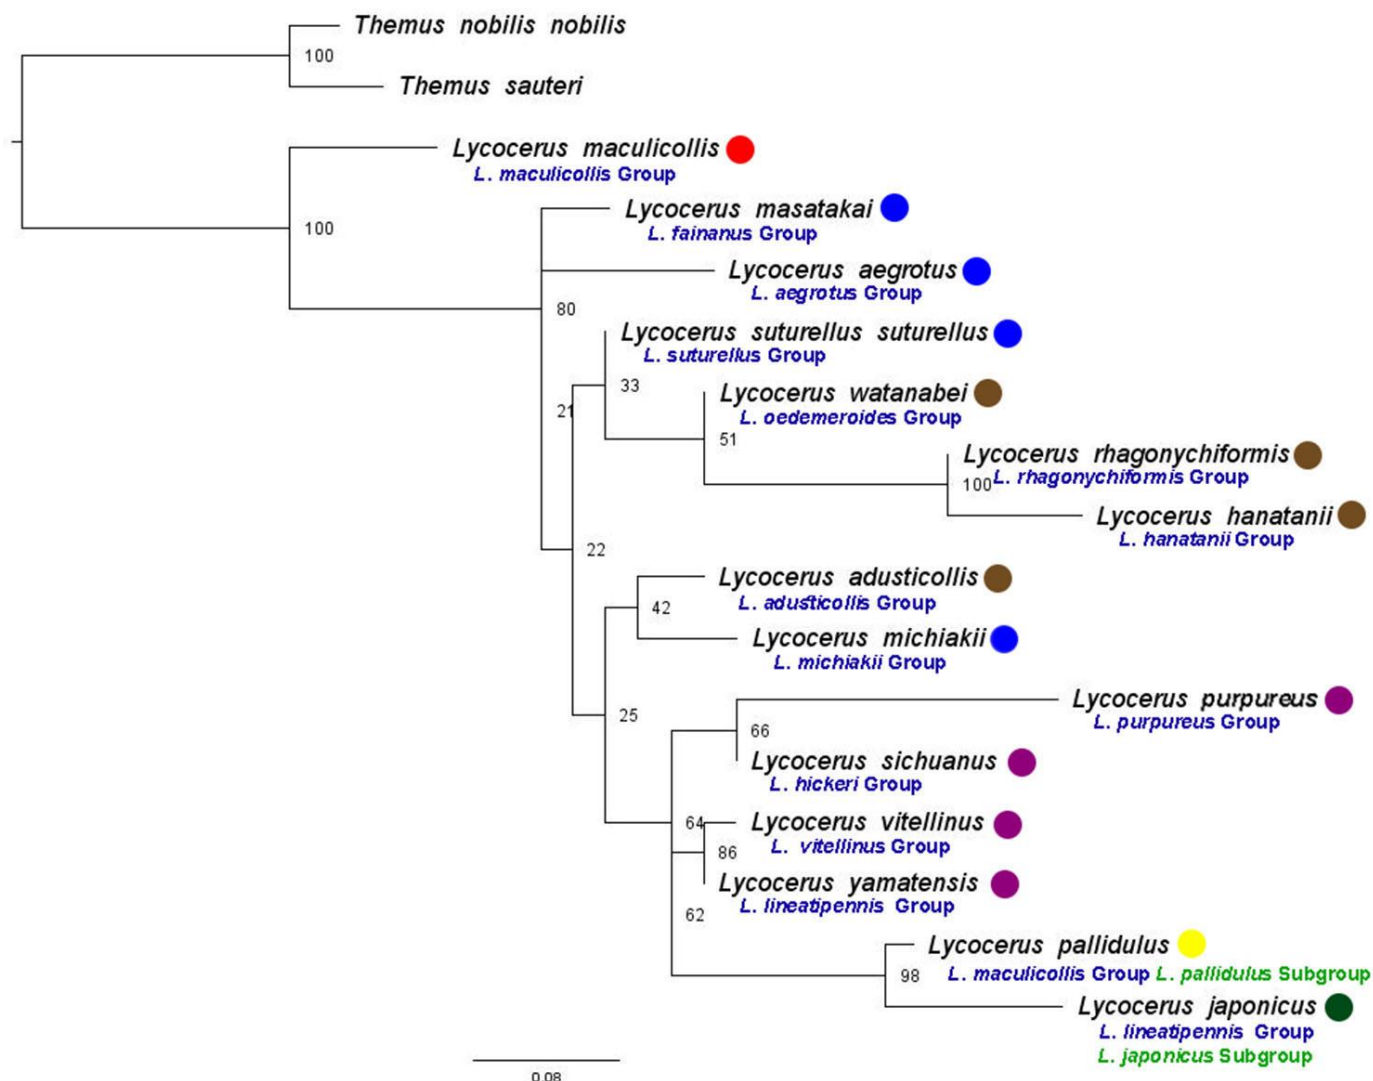 Themus nobilis nobilis
100
Themus sauteri
Lycocerus maculicollis
L. maculicollis Group
100
Lycocerus masatakai
L. fainanus Group
Lycocerus aegrotus
L. aegrotus Group
80
Lycocerus suturellus suturellus
L. suturellus Group
33
Lycocerus watanabei
21
L. oedemeroides Group
51
Lycocerus rhagonychiformis
100 L. rhagonychiformis Group
Lycocerus hanatanii
L. hanatanii Group
22
Lycocerus adusticollis
L. adusticollis Group
42
Lycocerus michiakii
L. michiakii Group
Lycocerus purpureus
25
L. purpureus Group
66
Lycocerus sichuanus
L. hickeri Group
64
Lycocerus vitellinus
L. vitellinus Group
86
Lycocerus yamatensis
L. lineatipennis Group
62
Lycocerus pallidulus
98
L. maculicollis Group L. pallidulus Subgroup
Lycocerus japonicus
L. lineatipennis Group
L. japonicus Subgroup
0.08